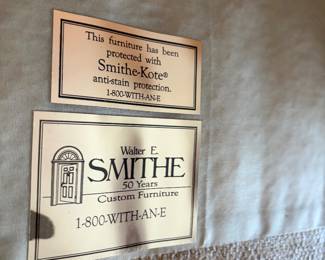 This furniture has been
protected with
Smithe-Kote®
anti-stain protection.
1-800-WITH-AN-E
Walter E.
SMITHE
50 Years
Custom Furniture
1-800-WITH-AN-E